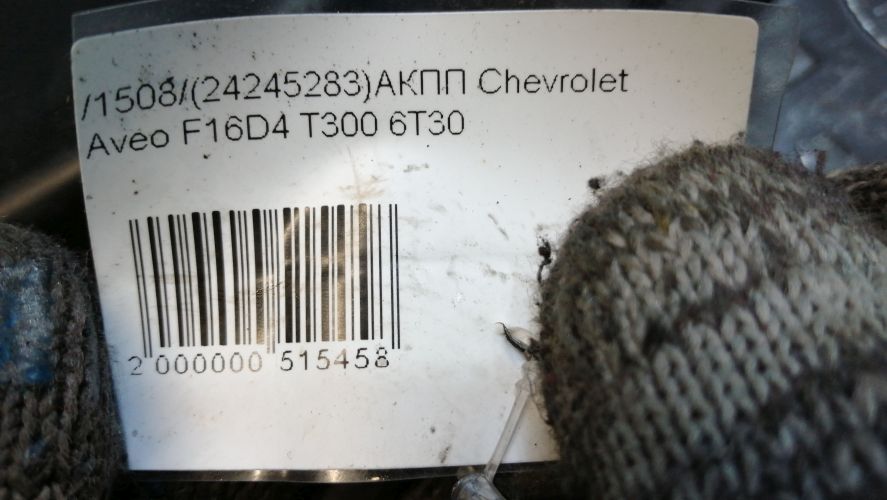 /1508/(24245283)АКПП Chevrolet
Aveo F16D4 T300 6T30
2 000000 515458